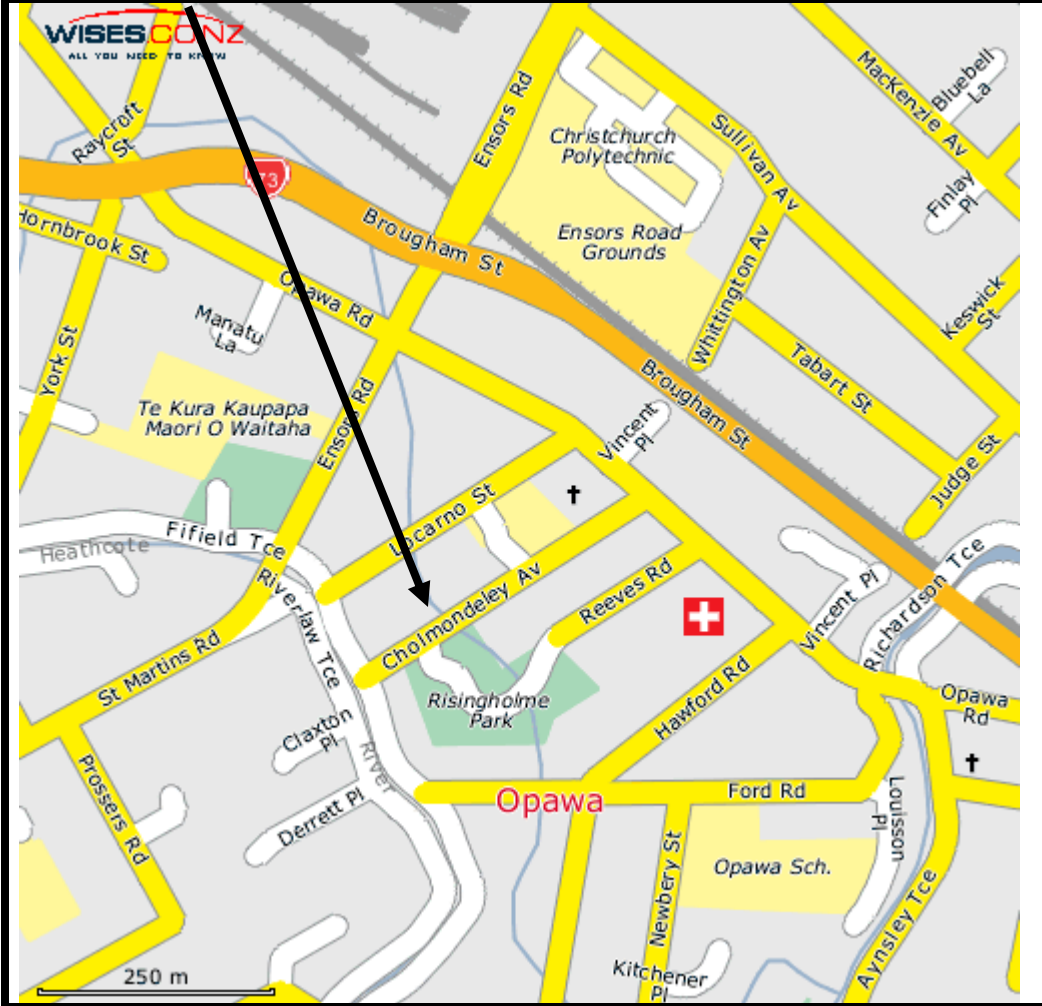 WISES.CO.NZ
ALL YOU NEED TO KNOW
Raycroft
St
Ensors Rd
Christchurch
Polytechnic
Sullivan Av
MacKenzie Av
Bluebell
La
Finlay
Pl
73
Hornbrook St
Brougham St
Ensors Road
Grounds
Whittington Av
Keswick
St
Opawa Rd
Manatu
La
York St
Tabart St
Brougham St
Te Kura Kaupapa
Maori O Waitaha
Ensors Rd
Vincent
Pl
Judge St
Locarno St
Fifield Tce
Heathcote
Cholmondeley Av
Reeves Rd
Riverlaw Tce
Vincent Pl
Richardson Tce
St Martins Rd
Risingholme
Park
Hawford Rd
Opawa
Rd
Claxton
Pl
River
Prossers Rd
Derrett Pl
Opawa
Ford Rd
Louisson
Pl
Newbery St
Opawa Sch.
Aynsley Tce
Kitchener
Pl
250 m